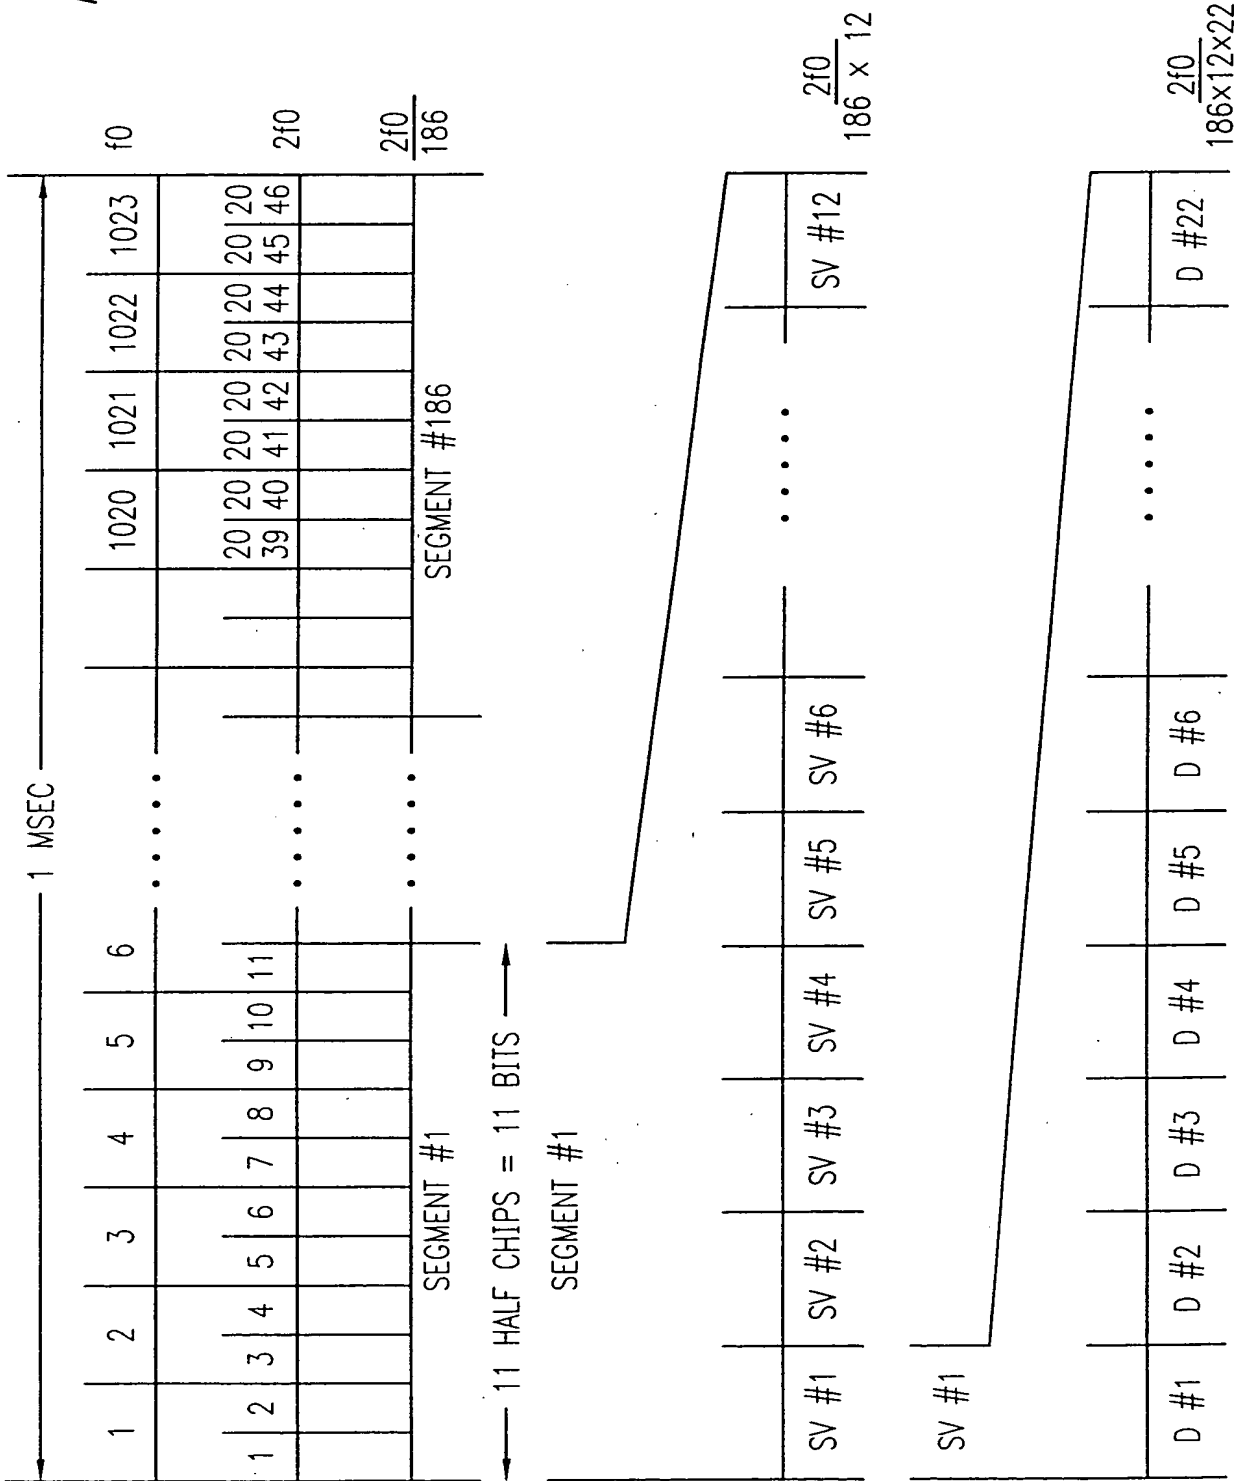 1 MSEC
1 2 3 4 5 6 1020 1021 1022 1023 f0
1 2 3 4 5 6 7 8 9 10 11 20 39 20 40 20 41 20 42 20 43 20 44 20 45 20 46 2f0
2f0
186
SEGMENT #1 SEGMENT #186
11 HALF CHIPS = 11 BITS
SEGMENT #1
SV #1 SV #2 SV #3 SV #4 SV #5 SV #6 SV #12
2f0
186 x 12
SV #1
D #1 D #2 D #3 D #4 D #5 D #6 D #22
2f0
186x12x22